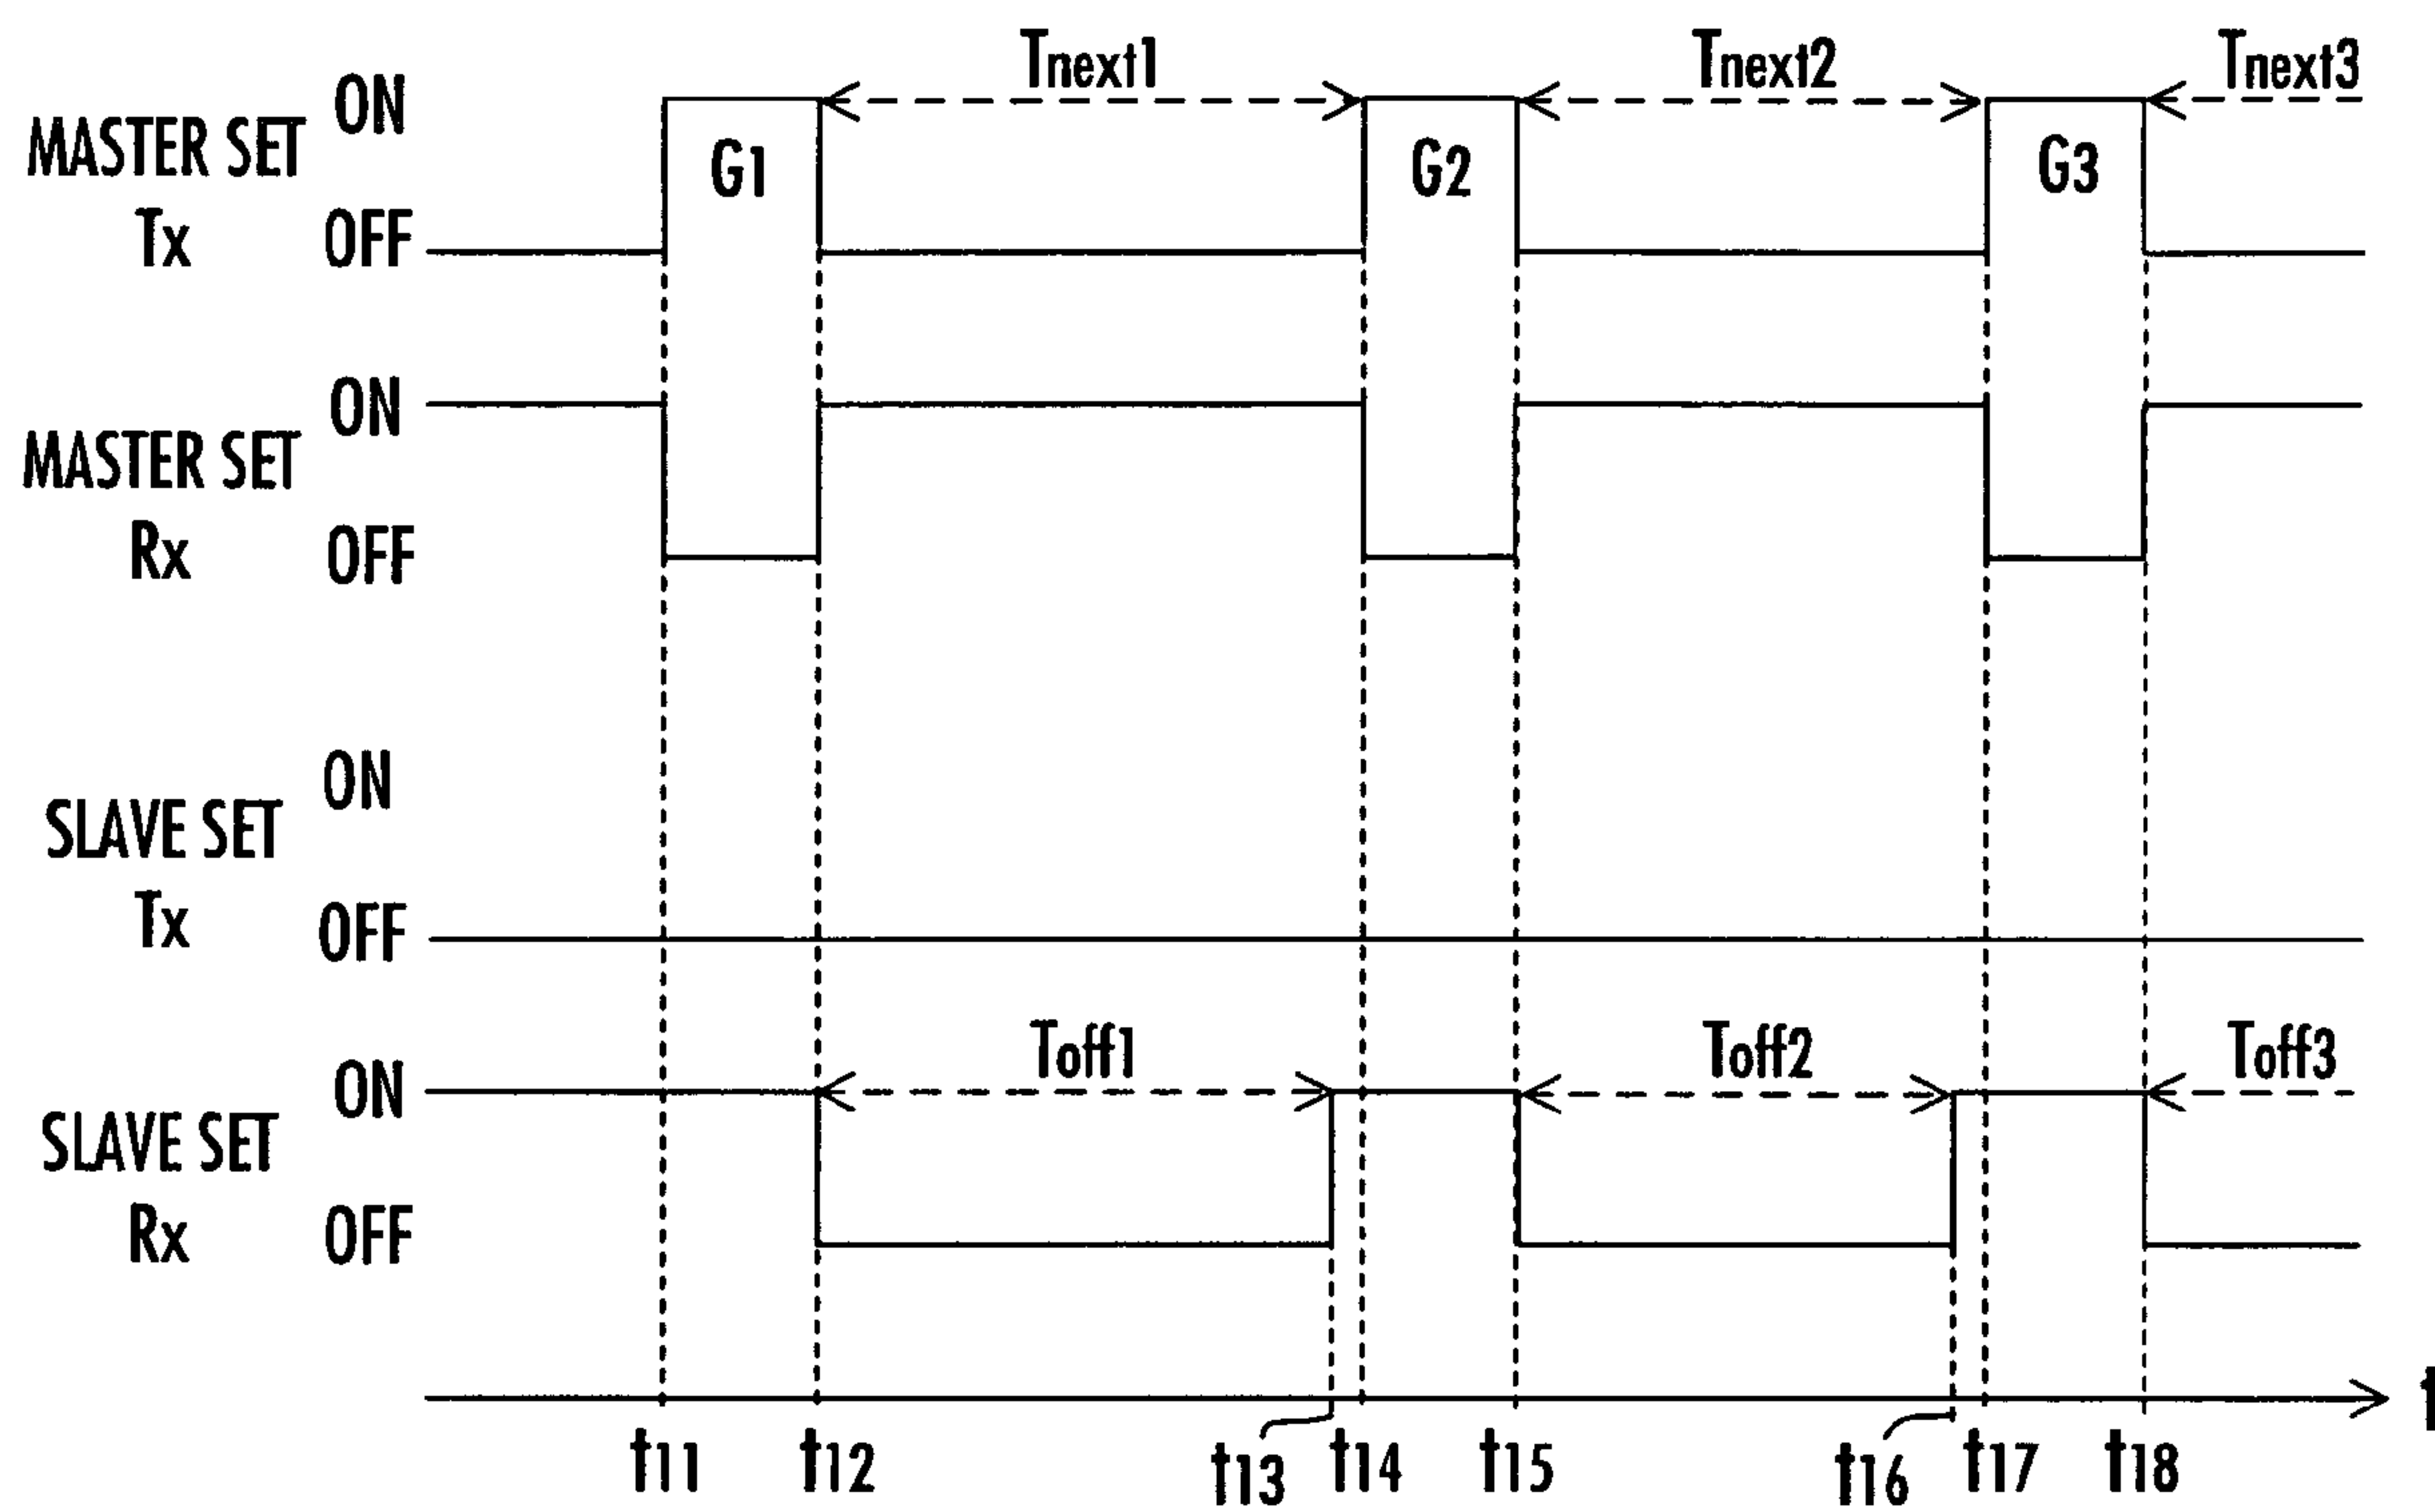 Tnext1 Tnext2 Tnext3
ON
MASTER SET
G1 G2 G3
Tx OFF
ON
MASTER SET
Rx OFF
ON
SLAVE SET
Tx OFF
Toff1 Toff2 Toff3
ON
SLAVE SET
Rx OFF
t
t11 t12 t13 t14 t15 t16 t17 t18